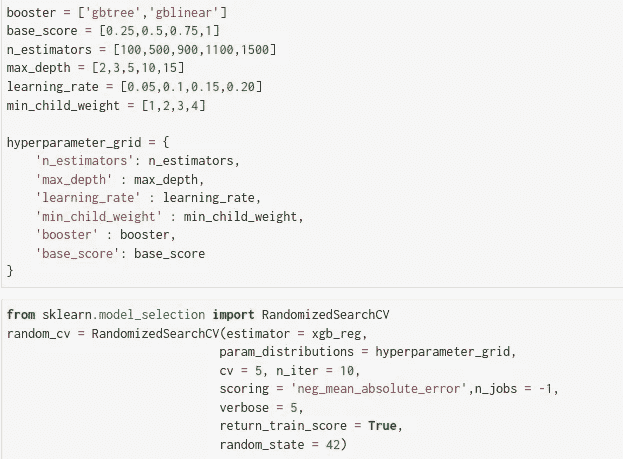 booster = ['gbtree','gblinear']
base_score = [0.25,0.5,0.75,1]
n_estimators = [100,500,900,1100,1500]
max_depth = [2,3,5,10,15]
learning_rate = [0.05,0.1,0.15,0.20]
min_child_weight = [1,2,3,4]

hyperparameter_grid = {
    'n_estimators': n_estimators,
    'max_depth' : max_depth,
    'learning_rate' : learning_rate,
    'min_child_weight' : min_child_weight,
    'booster' : booster,
    'base_score': base_score
}

from sklearn.model_selection import RandomizedSearchCV
random_cv = RandomizedSearchCV(estimator = xgb_reg,
                              param_distributions = hyperparameter_grid,
                              cv = 5, n_iter = 10,
                              scoring = 'neg_mean_absolute_error',n_jobs = -1,
                              verbose = 5,
                              return_train_score = True,
                              random_state = 42)